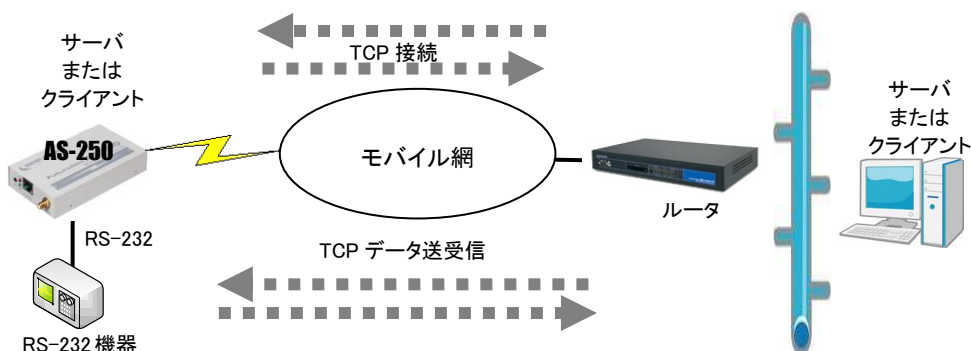 サーバ
または
クライアント
AS-250
RS-232
RS-232 機器
TCP 接続
モバイル網
TCP データ送受信
ルータ
サーバ
または
クライアント